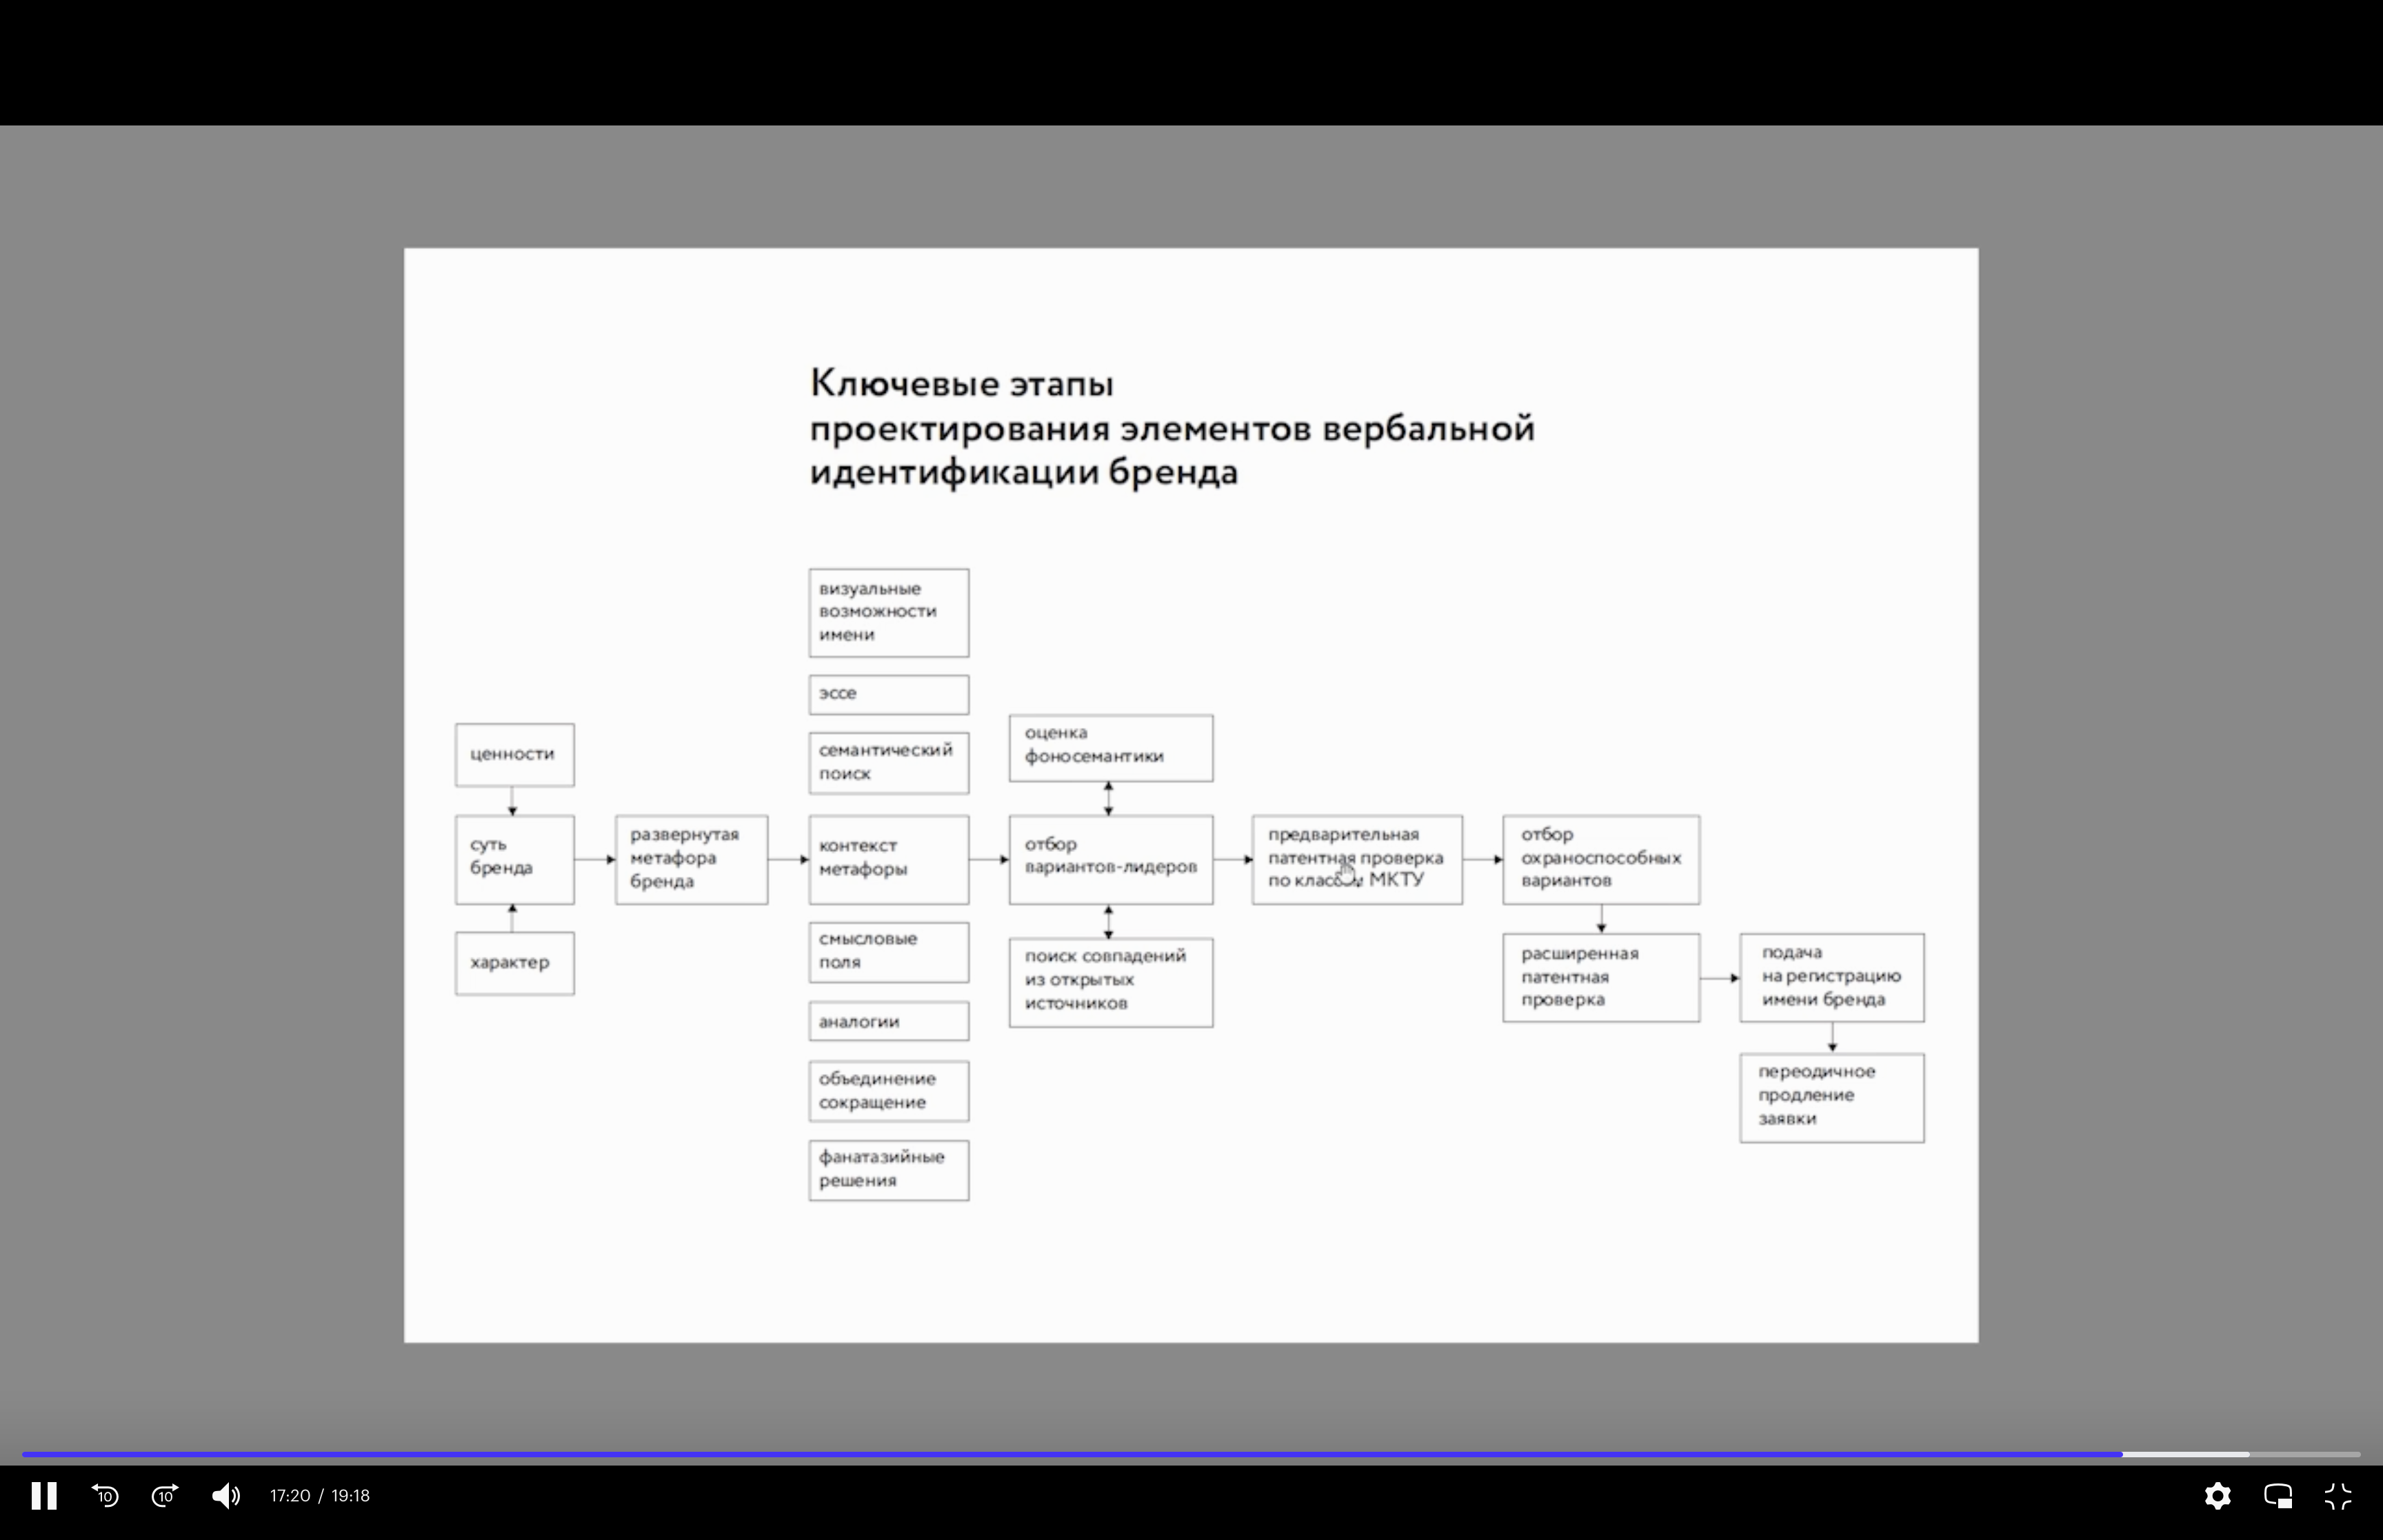 Ключевые этапы
проектирования элементов вербальной
идентификации бренда
визуальные
возможности
имени
эссе
семантический
поиск
ценности
суть
бренда
характер
развернутая
метафора
бренда
контекст
метафоры
смысловые
поля
аналогии
объединение
сокращение
фанатазийные
решения
оценка
фоносемантики
отбор
вариантов-лидеров
поиск совпадений
из открытых
источников
предварительная
патентная проверка
по классам МКТУ
отбор
охраноспособных
вариантов
расширенная
патентная
проверка
подача
на регистрацию
имени бренда
переодичное
продление
заявки
10
10
17:20 / 19:18